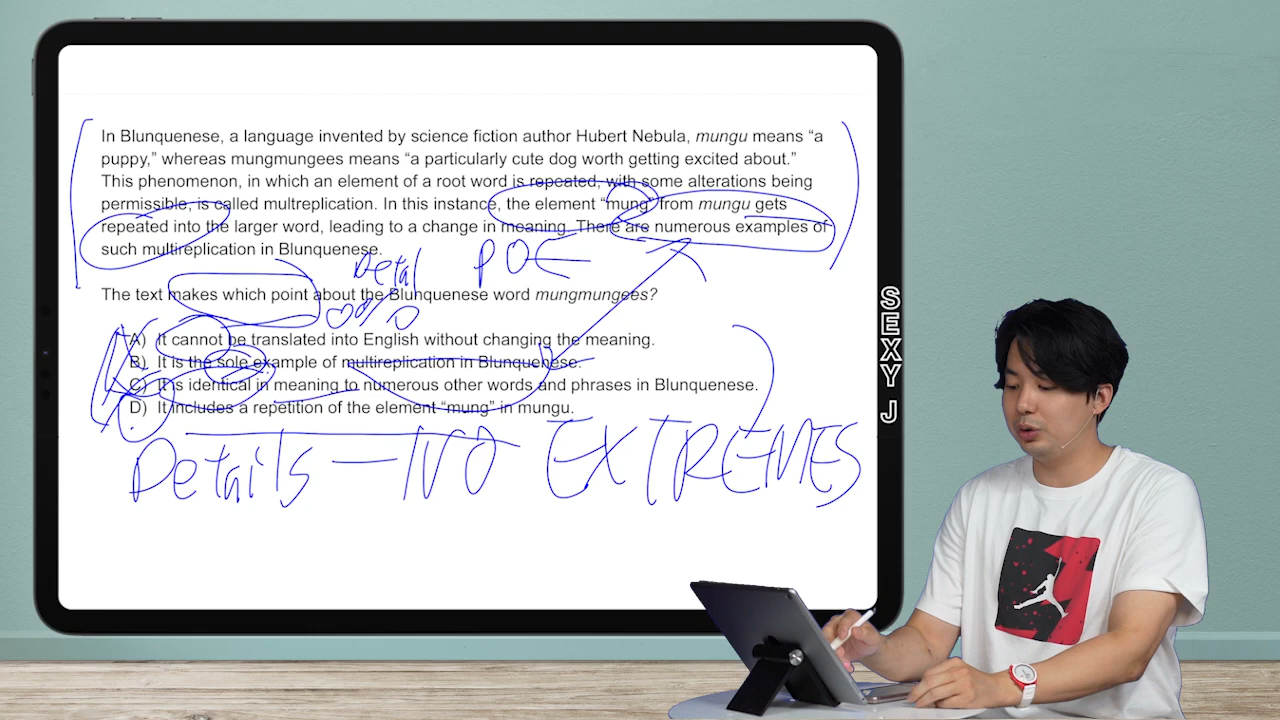 In Blunquenese, a language invented by science fiction author Hubert Nebula, mungu means “a
puppy,” whereas mungmungees means “a particularly cute dog worth getting excited about.”
This phenomenon, in which an element of a root word is repeated, with some alterations being
permissible, is called multreplication. In this instance, the element “mung” from mungu gets
repeated into the larger word, leading to a change in meaning. There are numerous examples of
such multireplication in Blunquenese.
Detail
POE
The text makes which point about the Blunquenese word mungmungees?
A) It cannot be translated into English without changing the meaning.
B) It is the sole example of multireplication in Blunquenese.
C) It is identical in meaning to numerous other words and phrases in Blunquenese.
D) It includes a repetition of the element “mung” in mungu.
Details — NO EXTREMES
SEXY J